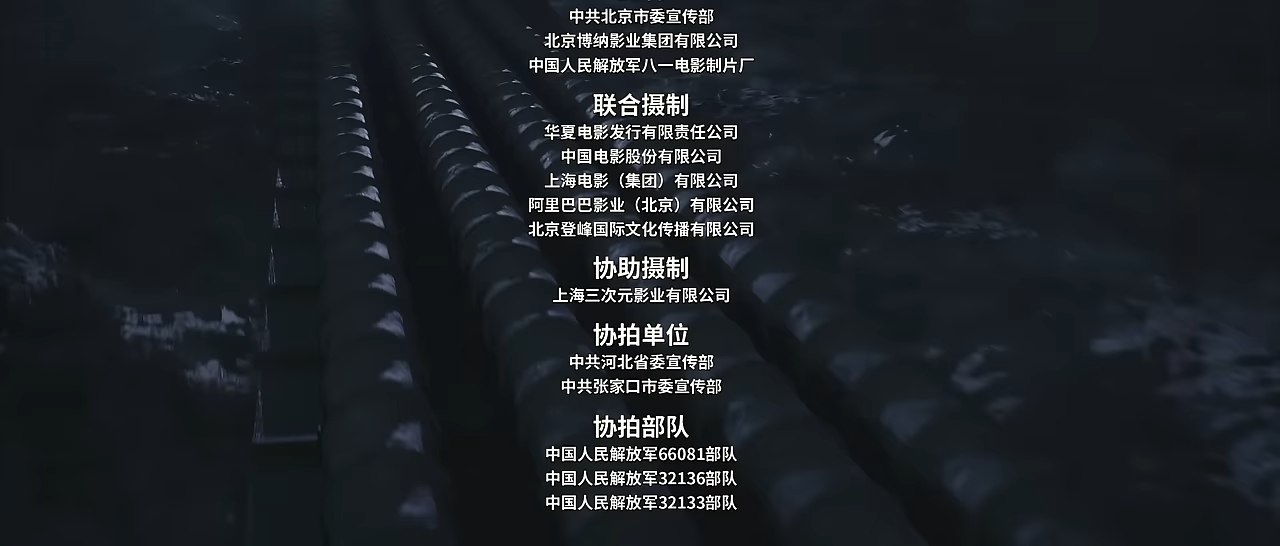 中共北京市委宣传部
北京博纳影业集团有限公司
中国人民解放军八一电影制片厂
联合摄制
华夏电影发行有限责任公司
中国电影股份有限公司
上海电影（集团）有限公司
阿里巴巴影业（北京）有限公司
北京登峰国际文化传播有限公司
协助摄制
上海三次元影业有限公司
协拍单位
中共河北省委宣传部
中共张家口市委宣传部
协拍部队
中国人民解放军66081部队
中国人民解放军32136部队
中国人民解放军32133部队